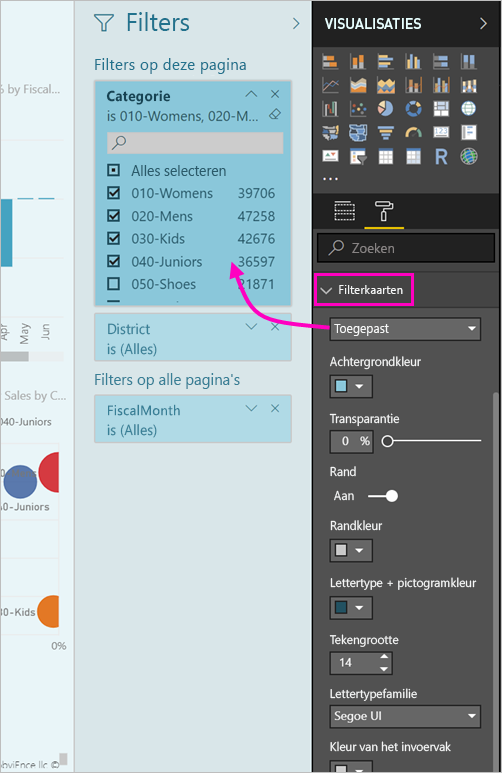 by Fiscal...
Apr
May
Jun
Sales by C...
040-Juniors
-Juniors
30-Kids
0%
obviEnce llc ©
Filters
Filters op deze pagina
Categorie
is 010-Womens, 020-M...
Alles selecteren
010-Womens 39706
020-Mens 47258
030-Kids 42676
040-Juniors 36597
050-Shoes 21871
District
is (Alles)
Filters op alle pagina's
FiscalMonth
is (Alles)
VISUALISATIES
R
...
Zoeken
Filterkaarten
Toegepast
Achtergrondkleur
Transparantie
0 %
Rand
Aan
Randkleur
Lettertype + pictogramkleur
Tekengrootte
14
Lettertypefamilie
Segoe UI
Kleur van het invoervak